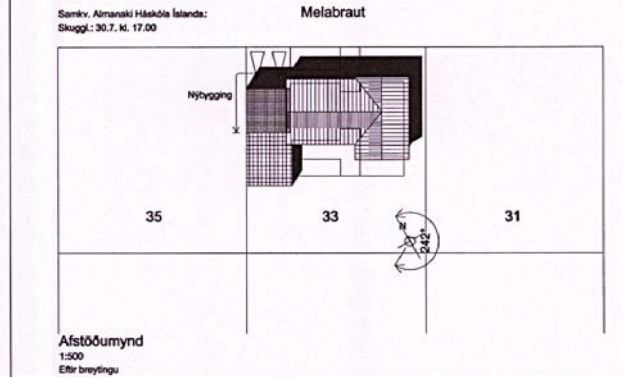 Samkv. Almanaki Háskóla Íslands:
Skuggi.: 30.7. kl. 17.00
Melabraut
Nýbygging
35
33
31
N
242°
Afstöðumynd
1:500
Eftir breytingu